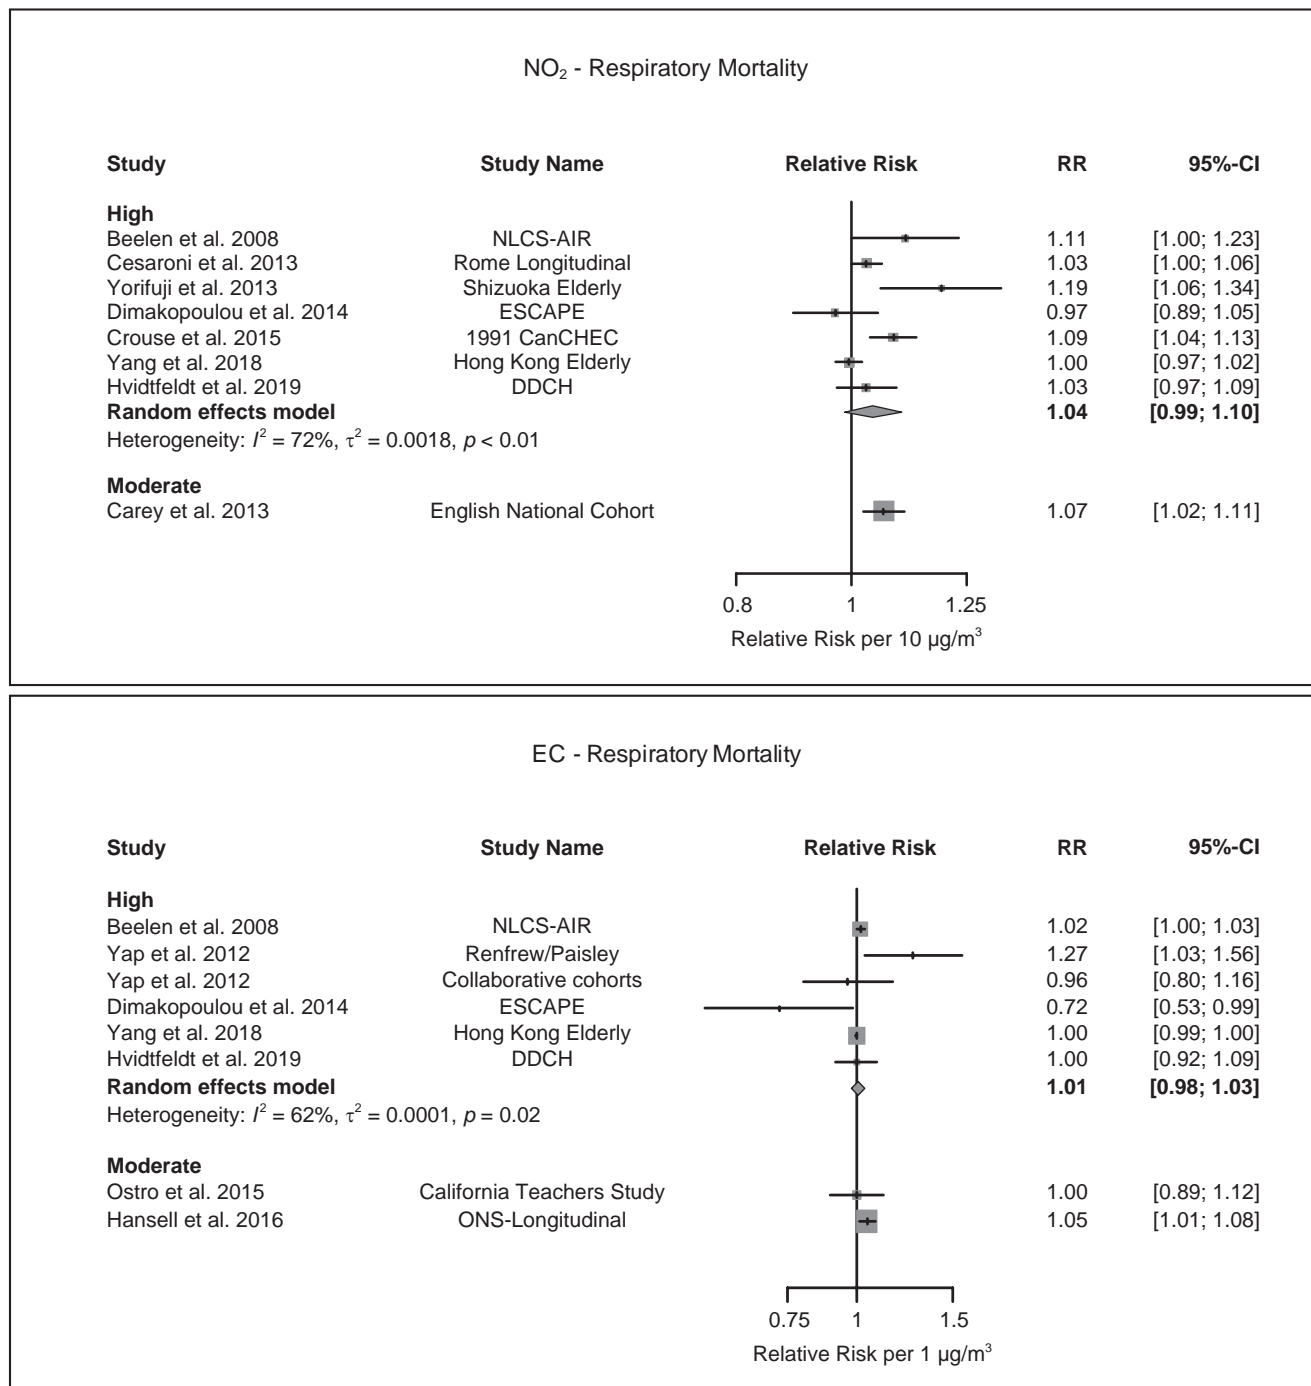 NO₂ - Respiratory Mortality
Study Study Name Relative Risk RR 95%-CI
High
Beelen et al. 2008 NLCS-AIR 1.11 [1.00; 1.23]
Cesaroni et al. 2013 Rome Longitudinal 1.03 [1.00; 1.06]
Yorifuji et al. 2013 Shizuoka Elderly 1.19 [1.06; 1.34]
Dimakopoulou et al. 2014 ESCAPE 0.97 [0.89; 1.05]
Crouse et al. 2015 1991 CanCHEC 1.09 [1.04; 1.13]
Yang et al. 2018 Hong Kong Elderly 1.00 [0.97; 1.02]
Hvidtfeldt et al. 2019 DDCH 1.03 [0.97; 1.09]
Random effects model 1.04 [0.99; 1.10]
Heterogeneity: I² = 72%, τ² = 0.0018, p < 0.01
Moderate
Carey et al. 2013 English National Cohort 1.07 [1.02; 1.11]
0.8 1 1.25
Relative Risk per 10 µg/m³
EC - Respiratory Mortality
Study Study Name Relative Risk RR 95%-CI
High
Beelen et al. 2008 NLCS-AIR 1.02 [1.00; 1.03]
Yap et al. 2012 Renfrew/Paisley 1.27 [1.03; 1.56]
Yap et al. 2012 Collaborative cohorts 0.96 [0.80; 1.16]
Dimakopoulou et al. 2014 ESCAPE 0.72 [0.53; 0.99]
Yang et al. 2018 Hong Kong Elderly 1.00 [0.99; 1.00]
Hvidtfeldt et al. 2019 DDCH 1.00 [0.92; 1.09]
Random effects model 1.01 [0.98; 1.03]
Heterogeneity: I² = 62%, τ² = 0.0001, p = 0.02
Moderate
Ostro et al. 2015 California Teachers Study 1.00 [0.89; 1.12]
Hansell et al. 2016 ONS-Longitudinal 1.05 [1.01; 1.08]
0.75 1 1.5
Relative Risk per 1 µg/m³